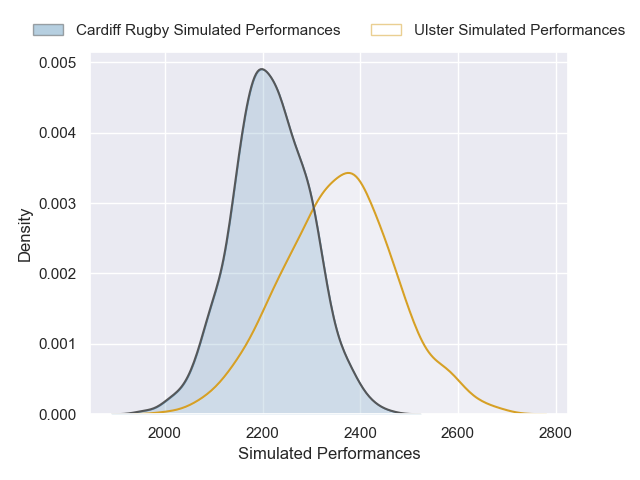 Cardiff Rugby Simulated Performances
Ulster Simulated Performances
0.005
0.004
0.003
0.002
0.001
0.000
Density
2000
2200
2400
2600
2800
Simulated Performances